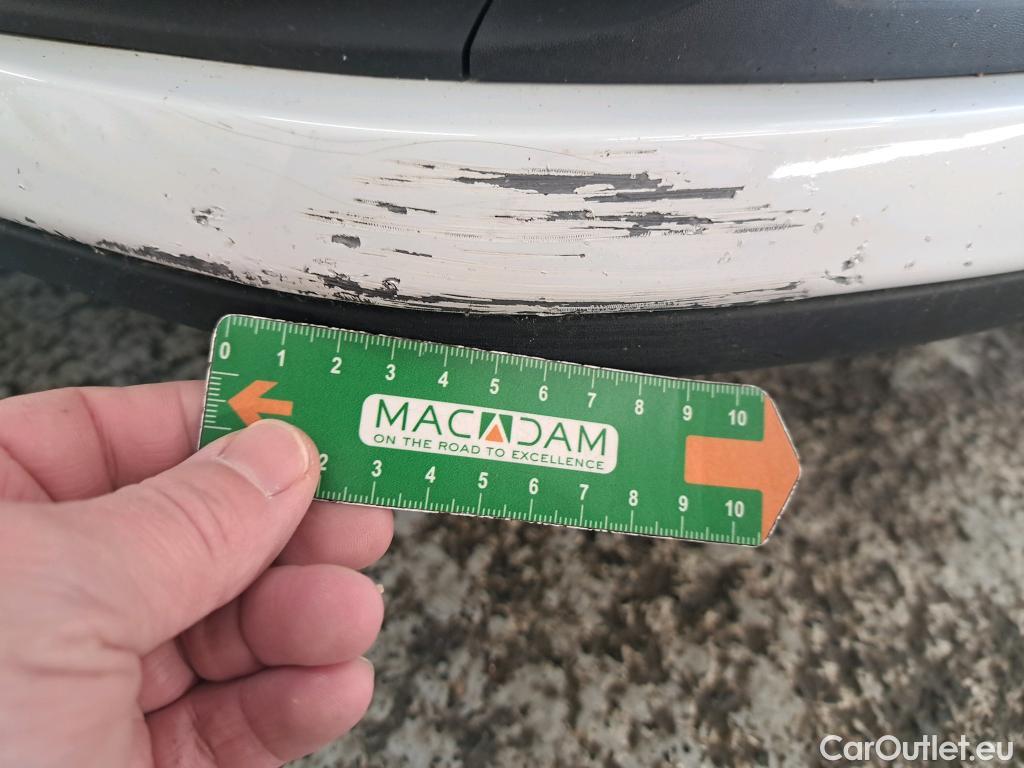 0 1 2 3 4 5 6 7 8 9 10
MACADAM
ON THE ROAD TO EXCELLENCE
2 3 4 5 6 7 8 9 10
CarOutlet.eu